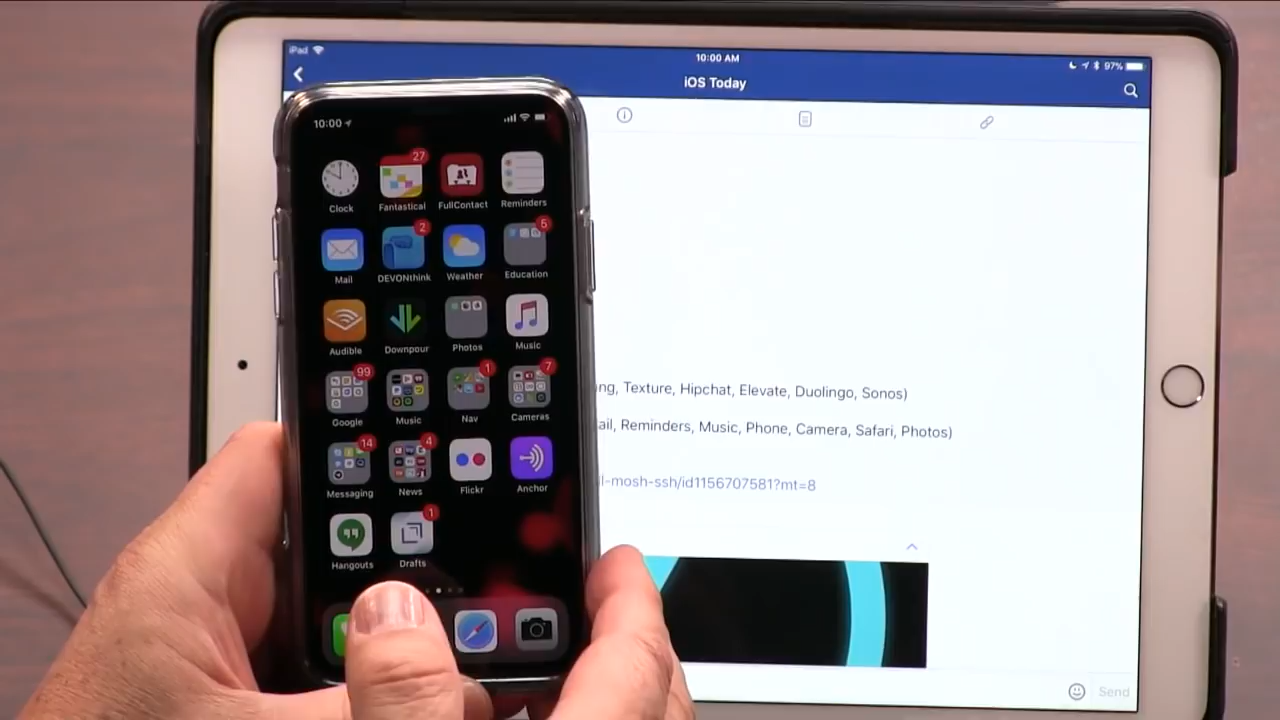 iPad
10:00 AM
97%
iOS Today
10:00
27
Clock
Fantastical
FullContact
Reminders
2
5
Mail
DEVONthink
Weather
Education
Audible
Downpour
Photos
Music
99
1
7
Google
Music
Nav
Cameras
14
4
Messaging
News
Flickr
Anchor
1
Hangouts
Drafts
ng, Texture, Hipchat, Elevate, Duolingo, Sonos)
ail, Reminders, Music, Phone, Camera, Safari, Photos)
l-mosh-ssh/id1156707581?mt=8
Send